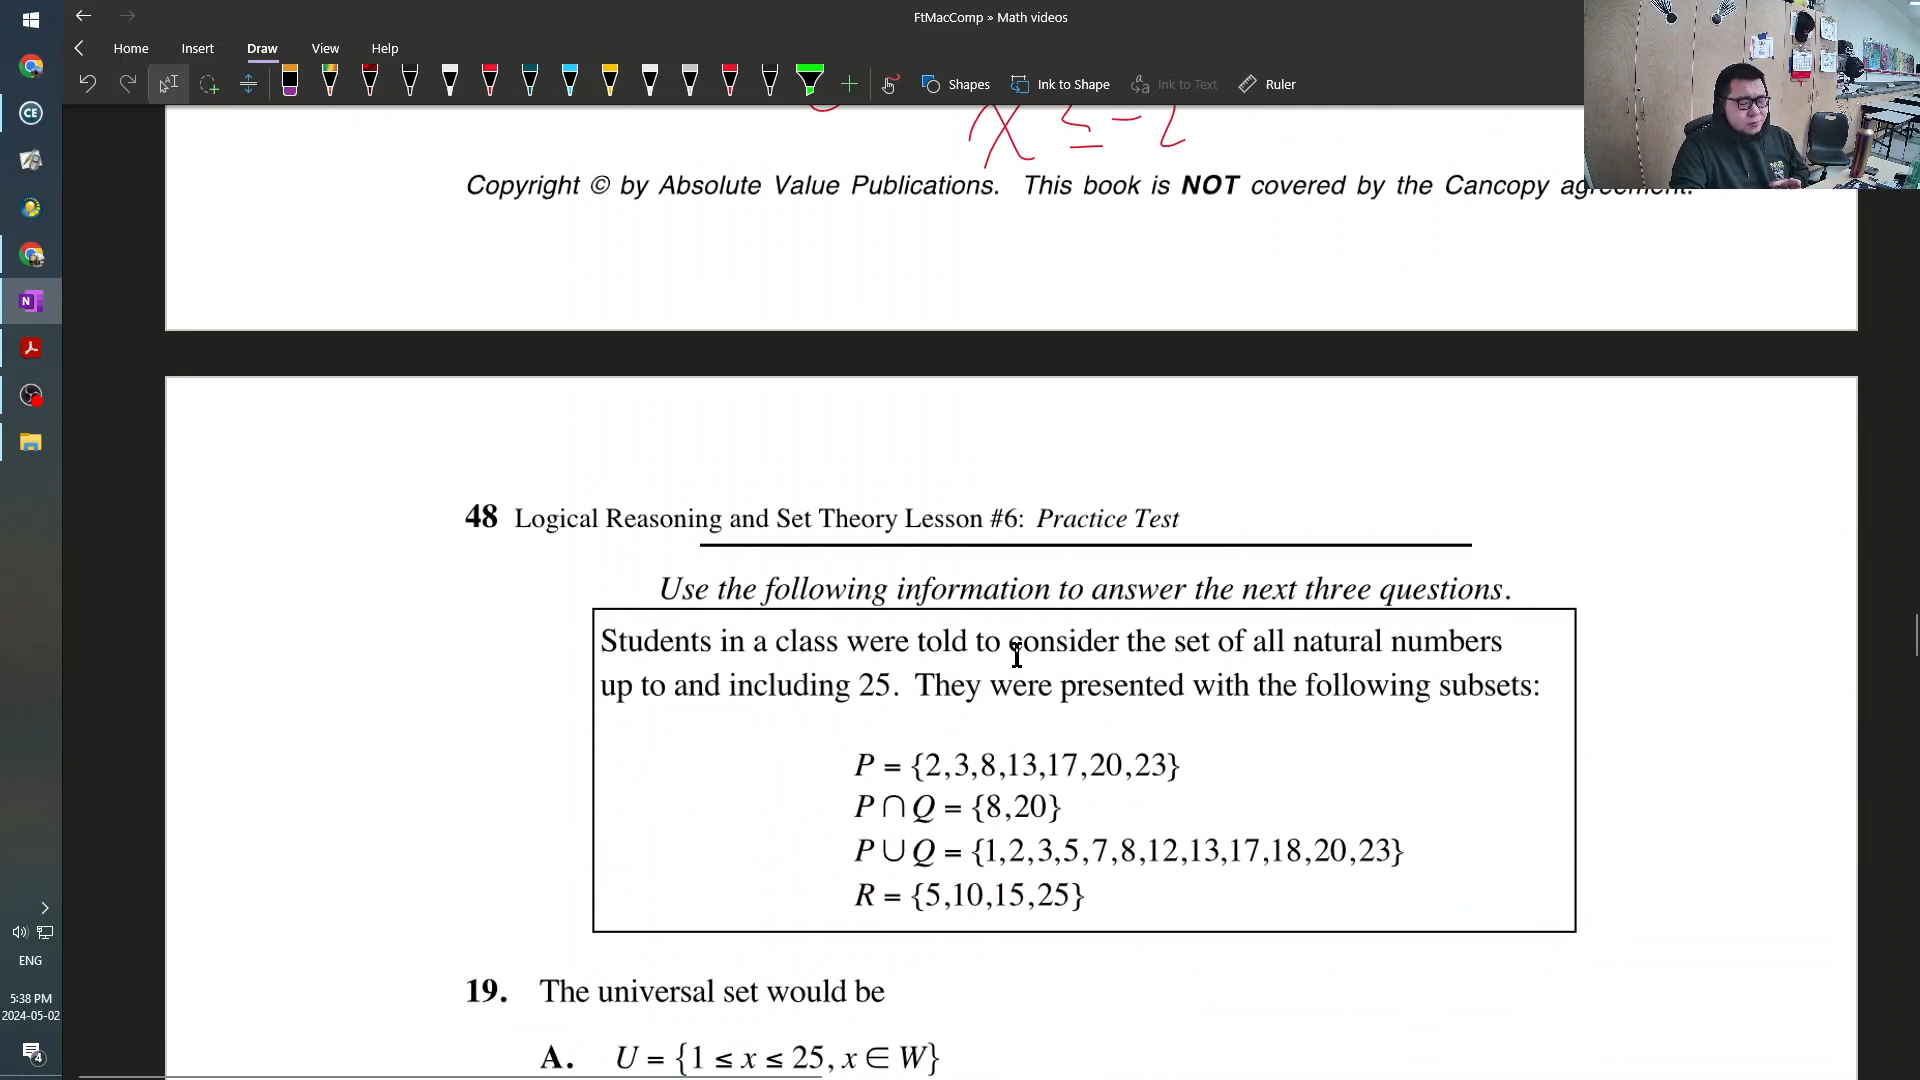 FtMacComp » Math videos
Home Insert Draw View Help
Shapes Ink to Shape Ink to Text Ruler
x ≤ -2
Copyright © by Absolute Value Publications. This book is NOT covered by the Cancopy agreement.
48 Logical Reasoning and Set Theory Lesson #6: Practice Test
Use the following information to answer the next three questions.
Students in a class were told to consider the set of all natural numbers
up to and including 25. They were presented with the following subsets:
P = {2,3,8,13,17,20,23}
P ∩ Q = {8,20}
P ∪ Q = {1,2,3,5,7,8,12,13,17,18,20,23}
R = {5,10,15,25}
19. The universal set would be
A. U = {1 ≤ x ≤ 25, x ∈ W}
CE
N
ENG
5:38 PM
2024-05-02
4